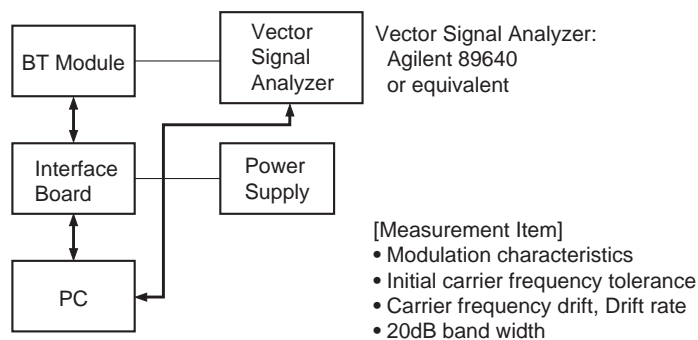 BT Module
Vector
Signal
Analyzer
Vector Signal Analyzer:
Agilent 89640
or equivalent
Interface
Board
Power
Supply
PC
[Measurement Item]
• Modulation characteristics
• Initial carrier frequency tolerance
• Carrier frequency drift, Drift rate
• 20dB band width